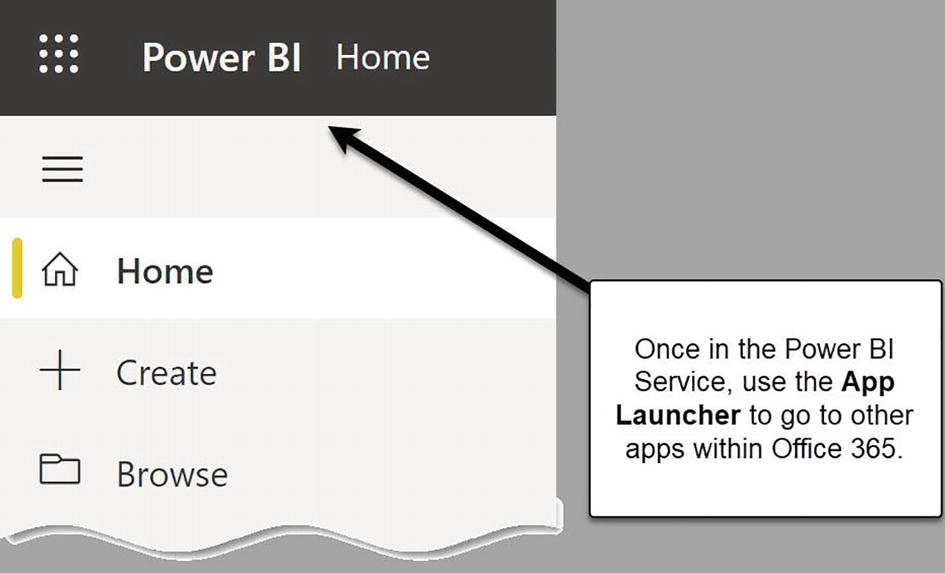 Power BI Home
Home
Create
Browse
Once in the Power BI
Service, use the App
Launcher to go to other
apps within Office 365.